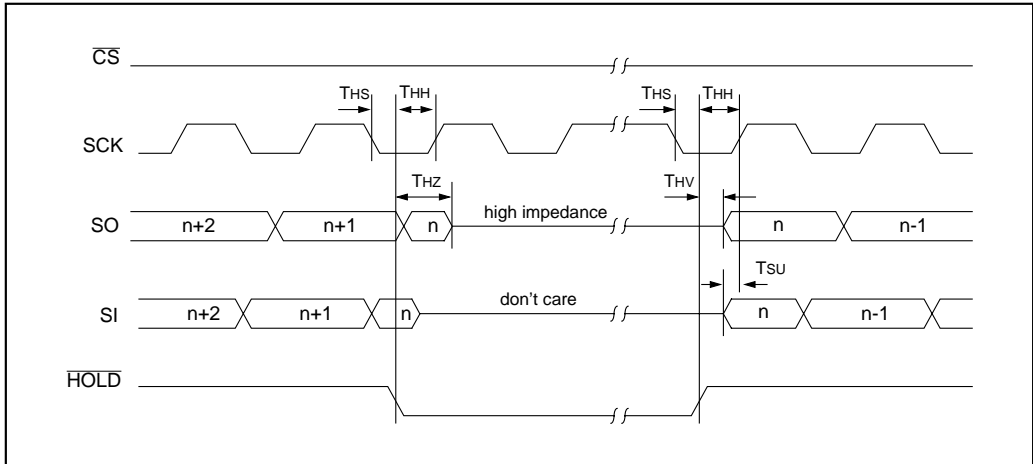 CS
THS THH THS THH
SCK
THZ THV
SO n+2 n+1 n high impedance n n-1
TSU
SI n+2 n+1 n don't care n n-1
HOLD